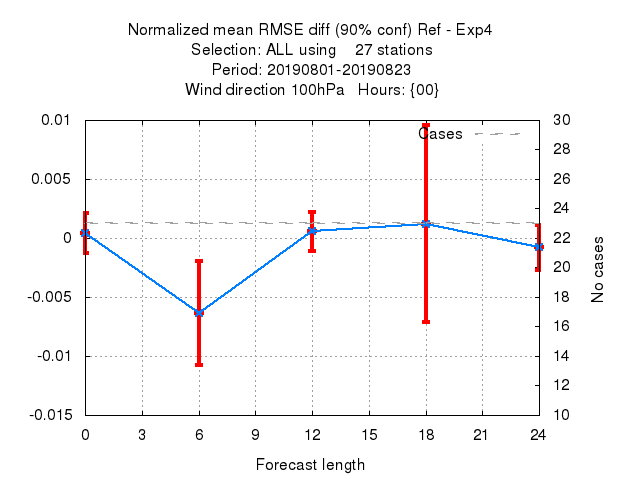 Normalized mean RMSE diff (90% conf) Ref - Exp4
Selection: ALL using    27 stations
Period: 20190801-20190823
Wind direction 100hPa   Hours: {00}
Cases
0.01
0.005
0
-0.005
-0.01
-0.015
30
28
26
24
22
20
18
16
14
12
10
No cases
0 3 6 9 12 15 18 21 24
Forecast length